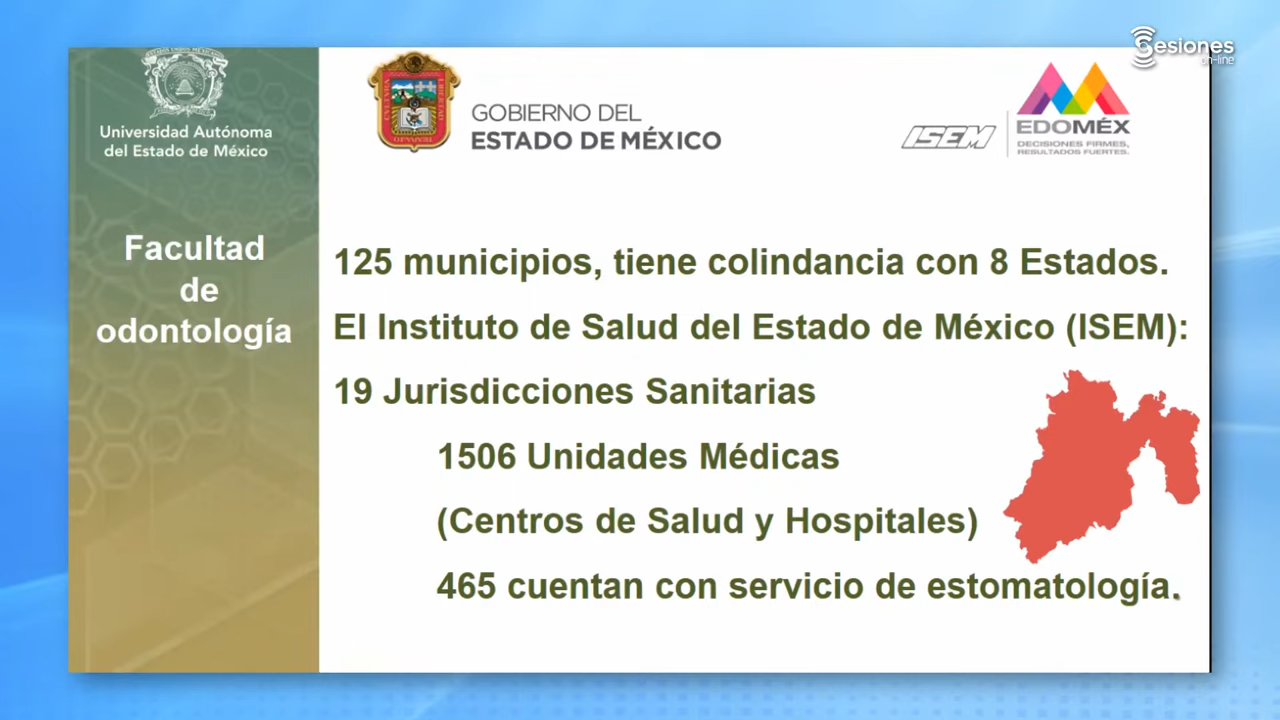 Sesiones
on-line
Universidad Autónoma
del Estado de México
GOBIERNO DEL
ESTADO DE MÉXICO
ISEM
EDOMÉX
DECISIONES FIRMES,
RESULTADOS FUERTES.
Facultad
de
odontología
125 municipios, tiene colindancia con 8 Estados.
El Instituto de Salud del Estado de México (ISEM):
19 Jurisdicciones Sanitarias
1506 Unidades Médicas
(Centros de Salud y Hospitales)
465 cuentan con servicio de estomatología.